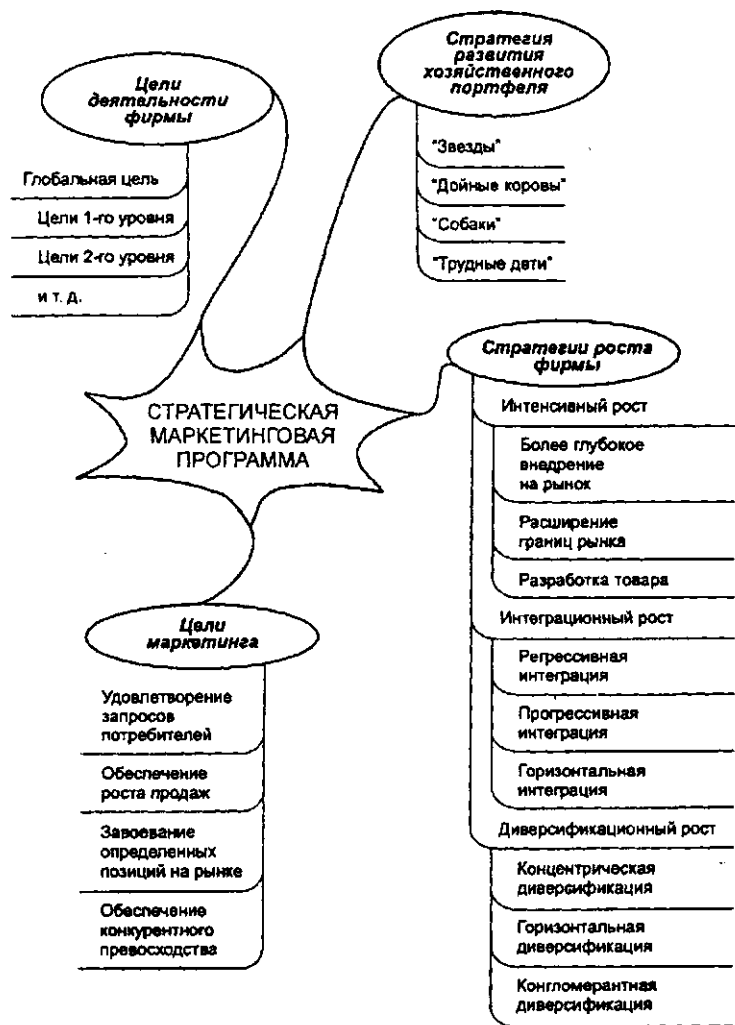 Цели
деятельности
фирмы
Глобальная цель
Цели 1-го уровня
Цели 2-го уровня
и т. д.
Стратегия
развития
хозяйственного
портфеля
"Звезды"
"Дойные коровы"
"Собаки"
"Трудные дети"
СТРАТЕГИЧЕСКАЯ
МАРКЕТИНГОВАЯ
ПРОГРАММА
Стратегии роста
фирмы
Интенсивный рост
Более глубокое
внедрение
на рынок
Расширение
границ рынка
Разработка товара
Интеграционный рост
Регрессивная
интеграция
Прогрессивная
интеграция
Горизонтальная
интеграция
Диверсификационный рост
Концентрическая
диверсификация
Горизонтальная
диверсификация
Конгломерантная
диверсификация
Цели
маркетинга
Удовлетворение
запросов
потребителей
Обеспечение
роста продаж
Завоевание
определенных
позиций на рынке
Обеспечение
конкурентного
превосходства